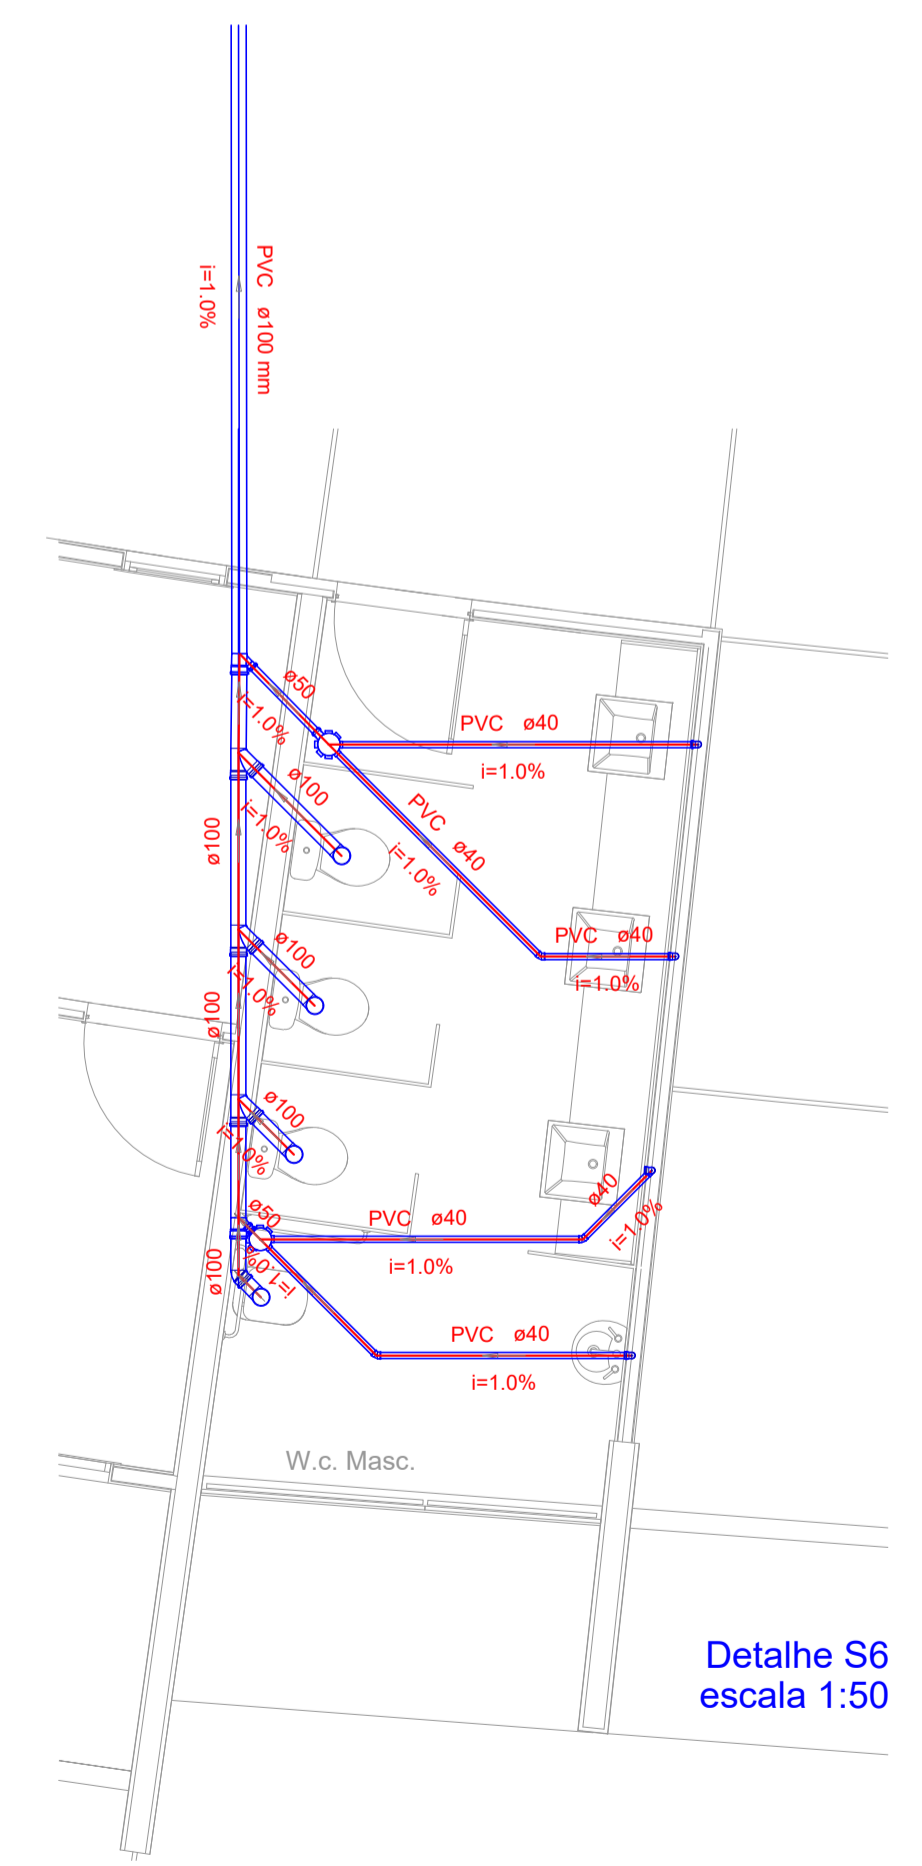 PVC ø100 mm
i=1.0%
ø50
i=1.0%
PVC ø40
i=1.0%
ø100
i=1.0%
PVC ø40
i=1.0%
ø100
PVC ø40
i=1.0%
ø100
i=1.0%
ø100
ø100
i=1.0%
ø40
i=1.0%
ø50
PVC ø40
i=1.0%
ø100
i=1.0%
PVC ø40
i=1.0%
W.c. Masc.
Detalhe S6
escala 1:50